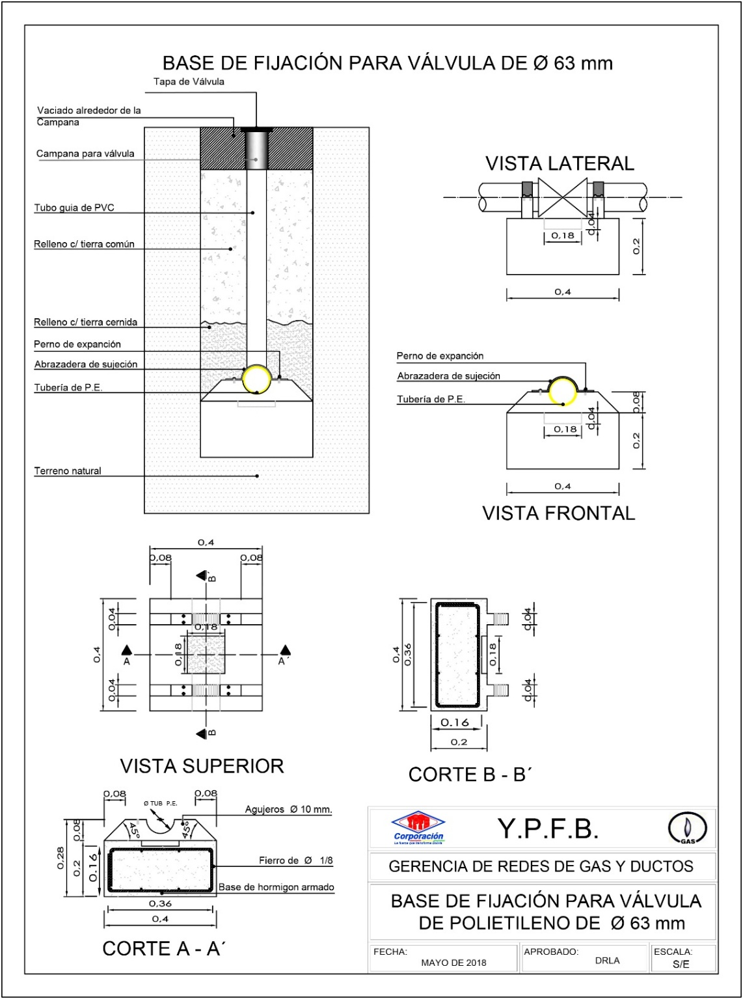 BASE DE FIJACIÓN PARA VÁLVULA DE Ø 63 mm
Tapa de Válvula
Vaciado alrededor de la
Campana
Campana para válvula
Tubo guia de PVC
Relleno c/ tierra común
Relleno c/ tierra cernida
Perno de expanción
Abrazadera de sujeción
Tubería de P.E.
Terreno natural
VISTA LATERAL
0,18
0,04
0,2
0,4
Perno de expanción
Abrazadera de sujeción
Tubería de P.E.
0,08
0,04
0,18
0,2
0,4
VISTA FRONTAL
0,4
0,08
0,08
B´
0,04
0,18
0,4
0,18
A
A´
0,04
B
VISTA SUPERIOR
0,04
0,4
0,36
0,18
0,04
0.16
0,2
CORTE B - B´
0,08
0,08
Ø TUB P.E.
Agujeros Ø 10 mm.
0,08
45°
45°
0,28
0,2
0.16
Fierro de Ø 1/8
Base de hormigon armado
0,36
0,4
CORTE A - A´
YPFB
Corporación
La fuerza que transforma Bolivia
Y.P.F.B.
GAS
GERENCIA DE REDES DE GAS Y DUCTOS
BASE DE FIJACIÓN PARA VÁLVULA
DE POLIETILENO DE Ø 63 mm
FECHA:
MAYO DE 2018
APROBADO:
DRLA
ESCALA:
S/E